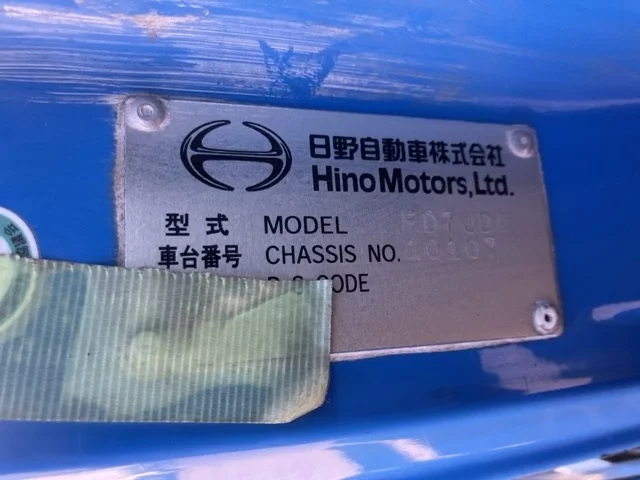 日野自動車株式会社
Hino Motors, Ltd.
型式 MODEL
車台番号 CHASSIS NO. 10107
CODE